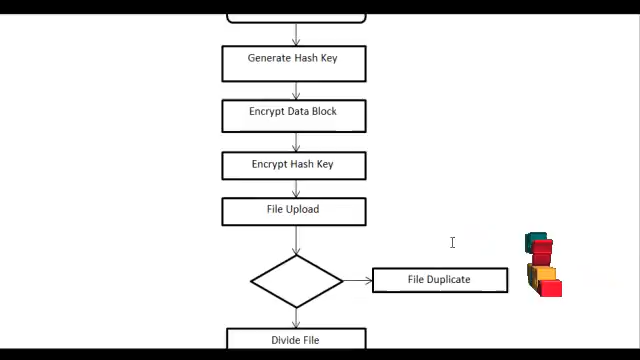 Generate Hash Key
Encrypt Data Block
Encrypt Hash Key
File Upload
File Duplicate
Divide File